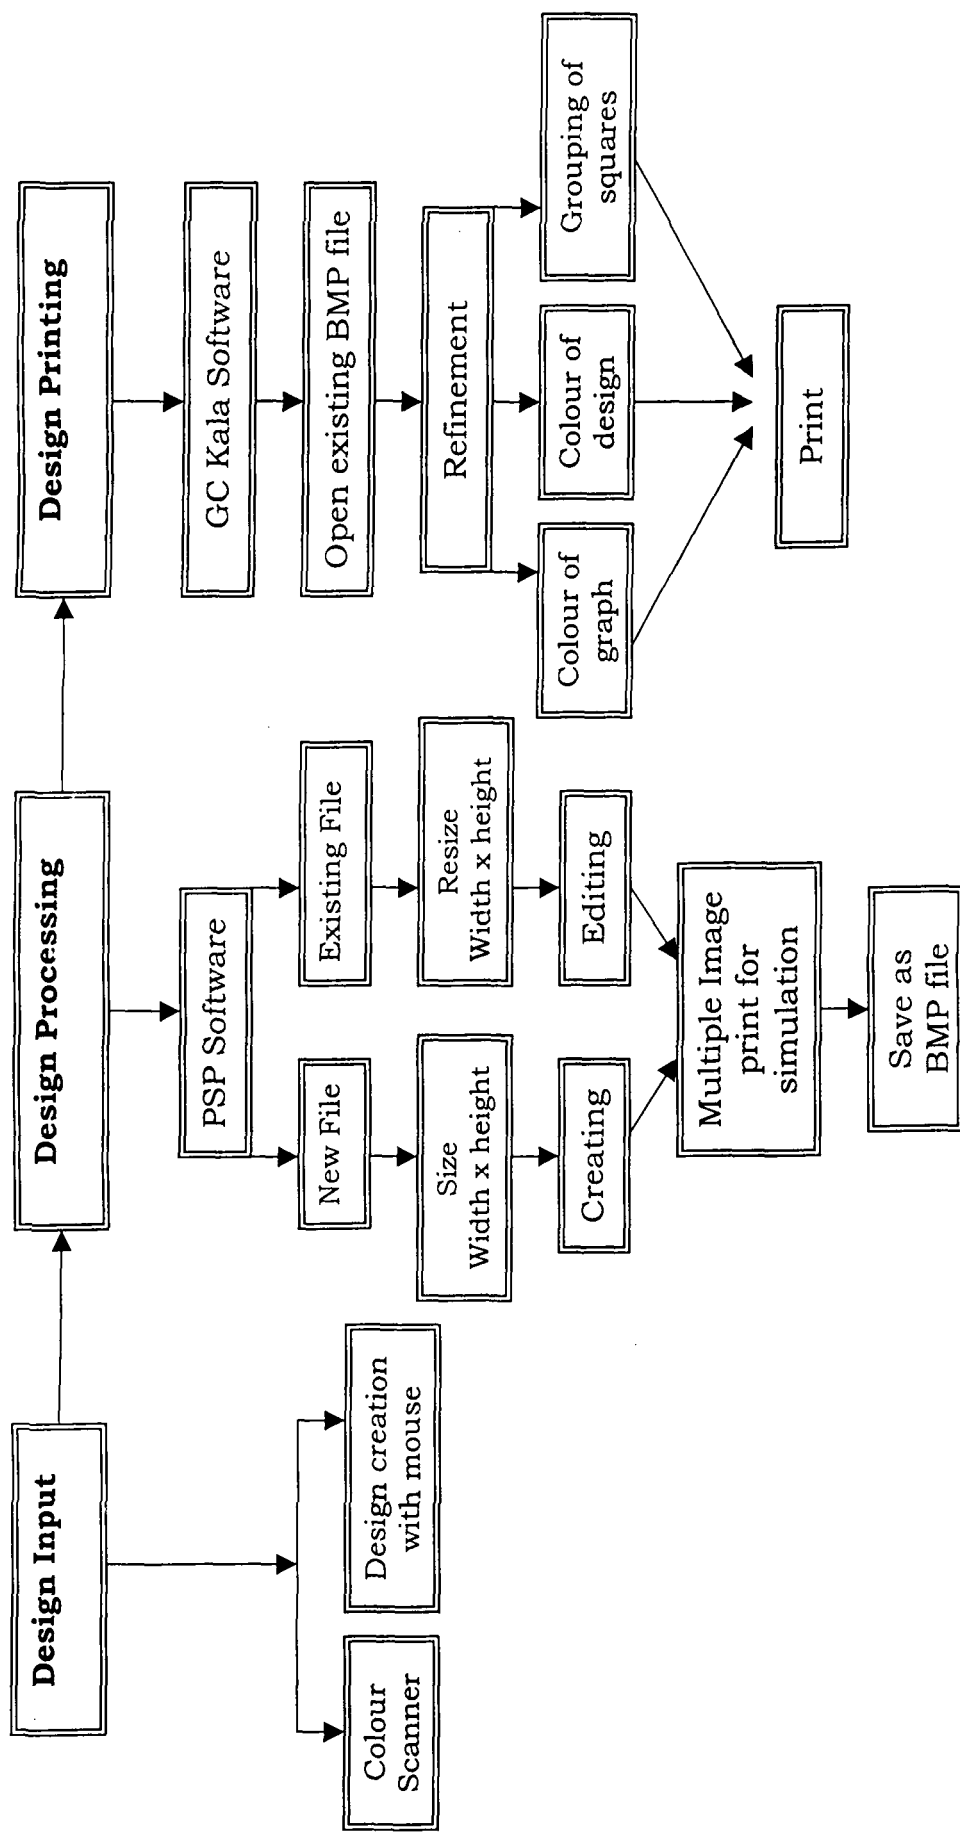 Design Input
Colour
Scanner
Design creation
with mouse
Design Processing
PSP Software
New File
Existing File
Size
Width x height
Resize
Width x height
Creating
Editing
Multiple Image
print for
simulation
Save as
BMP file
Design Printing
GC Kala Software
Open existing BMP file
Refinement
Colour of
graph
Colour of
design
Grouping of
squares
Print